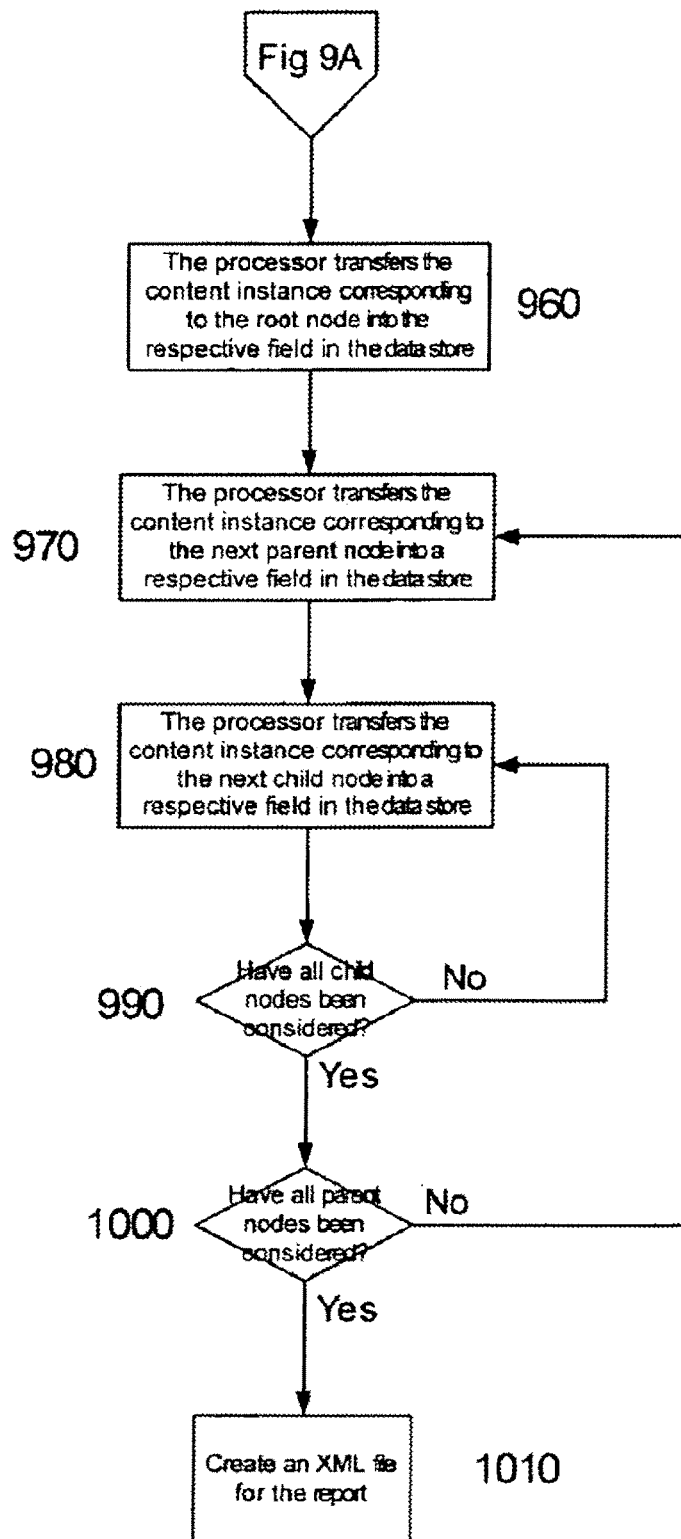 Fig 9A
The processor transfers the
content instance corresponding
to the root node into the
respective field in the data store
960
The processor transfers the
content instance corresponding to
the next parent node into a
respective field in the data store
970
The processor transfers the
content instance corresponding to
the next child node into a
respective field in the data store
980
Have all child
nodes been
considered?
990
No
Yes
Have all parent
nodes been
considered?
1000
No
Yes
Create an XML file
for the report
1010